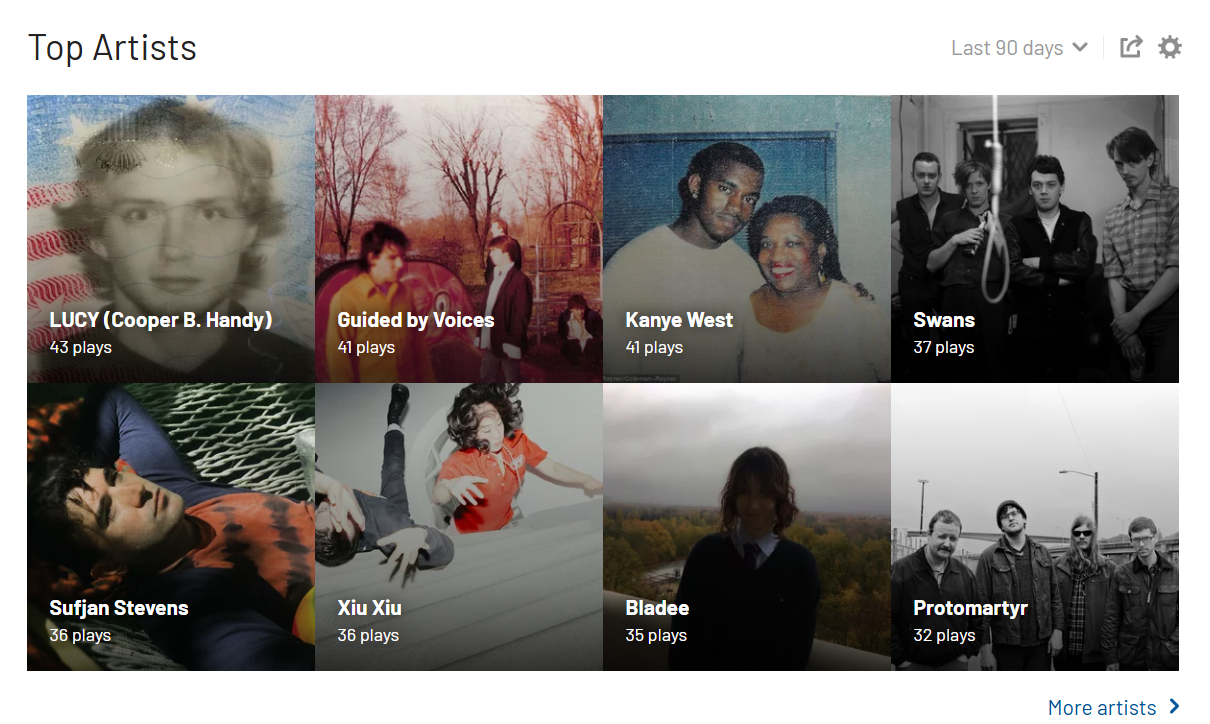 Top Artists
Last 90 days
LUCY (Cooper B. Handy)
43 plays
Guided by Voices
41 plays
Kanye West
41 plays
Swans
37 plays
Sufjan Stevens
36 plays
Xiu Xiu
36 plays
Bladee
35 plays
Protomartyr
32 plays
More artists